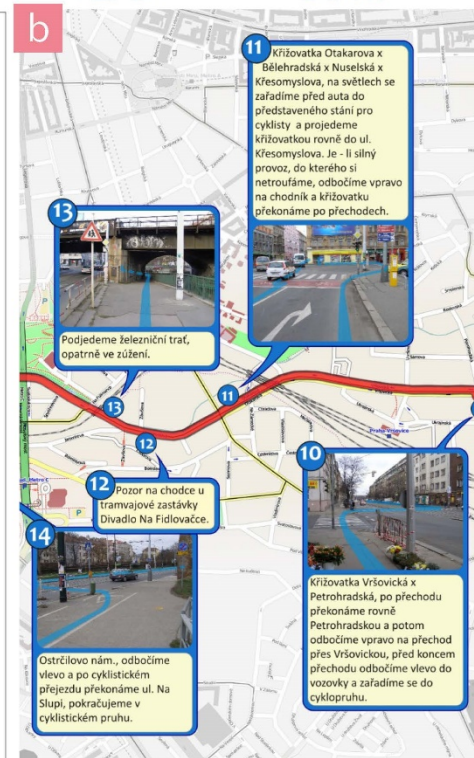 b
11
Křižovatka Otakarova x
Bělehradská x Nuselská x
Křesomyslova, na světlech se
zařadíme před auta do
představeného stání pro
cyklisty a projedeme
křižovatkou rovně do ul.
Křesomyslova. Je - li silný
provoz, do kterého si
netroufáme, odbočíme vpravo
na chodník a křižovatku
překonáme po přechodech.
13
Podjedeme železniční trať,
opatrně ve zúžení.
11
13
12
Praha-Vršovice
10
12
Pozor na chodce u
tramvajové zastávky
Divadlo Na Fidlovačce.
14
Ostrčilovo nám., odbočíme
vlevo a po cyklistickém
přejezdu překonáme ul. Na
Slupi, pokračujeme v
cyklistickém pruhu.
Křižovatka Vršovická x
Petrohradská, po přechodu
překonáme rovně
Petrohradskou a potom
odbočíme vpravo na přechod
přes Vršovickou, před koncem
přechodu odbočíme vlevo do
vozovky a zařadíme se do
cyklopruhu.